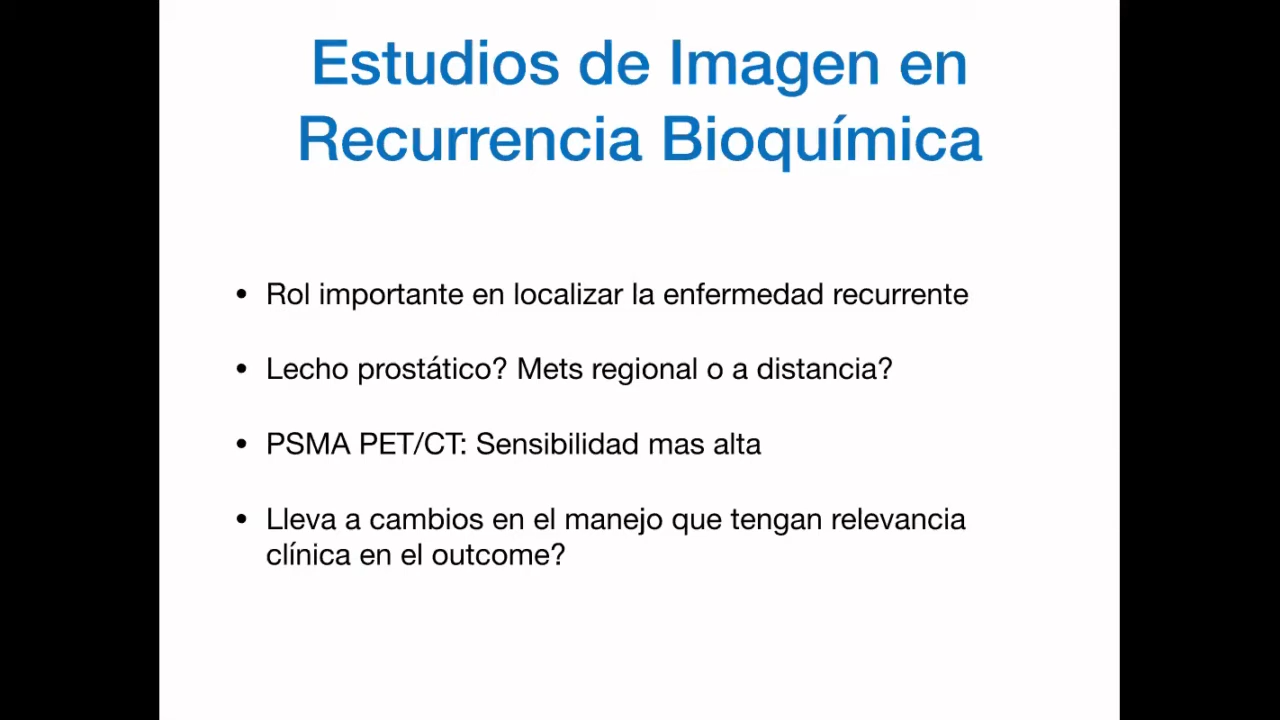 Estudios de Imagen en
Recurrencia Bioquímica
• Rol importante en localizar la enfermedad recurrente
• Lecho prostático? Mets regional o a distancia?
• PSMA PET/CT: Sensibilidad mas alta
• Lleva a cambios en el manejo que tengan relevancia
clínica en el outcome?